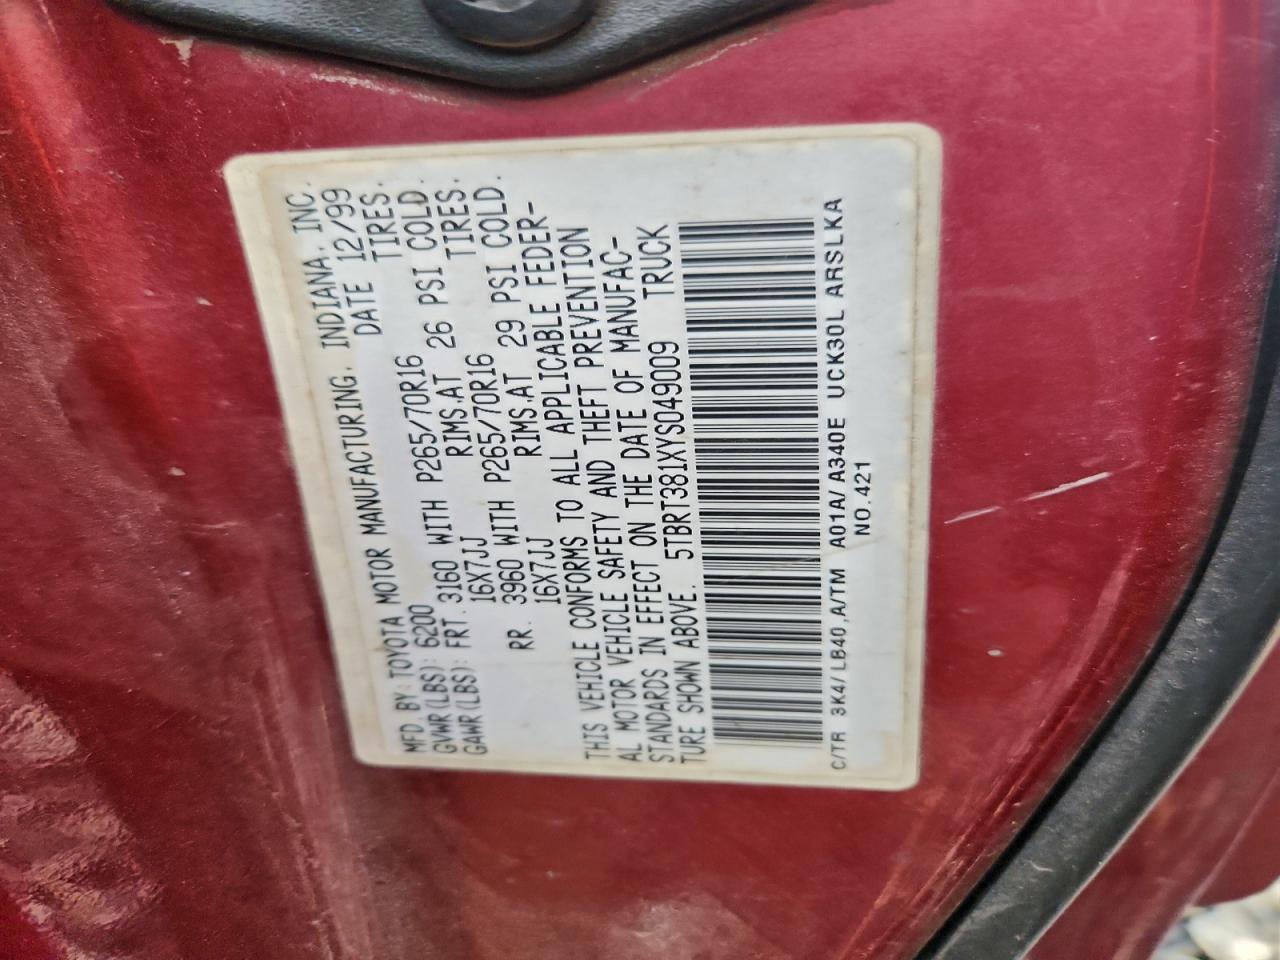 MFD. BY: TOYOTA MOTOR MANUFACTURING, INDIANA, INC.
GVWR(LBS): 6200 DATE 12/99
GAWR(LBS): FRT. 3160 WITH P265/70R16 TIRES.
16X7JJ RIMS.AT 26 PSI COLD.
RR. 3960 WITH P265/70R16 TIRES.
16X7JJ RIMS.AT 29 PSI COLD.
THIS VEHICLE CONFORMS TO ALL APPLICABLE FEDER-
AL MOTOR VEHICLE SAFETY AND THEFT PREVENTION
STANDARDS IN EFFECT ON THE DATE OF MANUFAC-
TURE SHOWN ABOVE. 5TBRT381XYS049009 TRUCK
C/TR 3K4/LB40,A/TM A01A/A340E UCK30L ARSLKA
NO.421